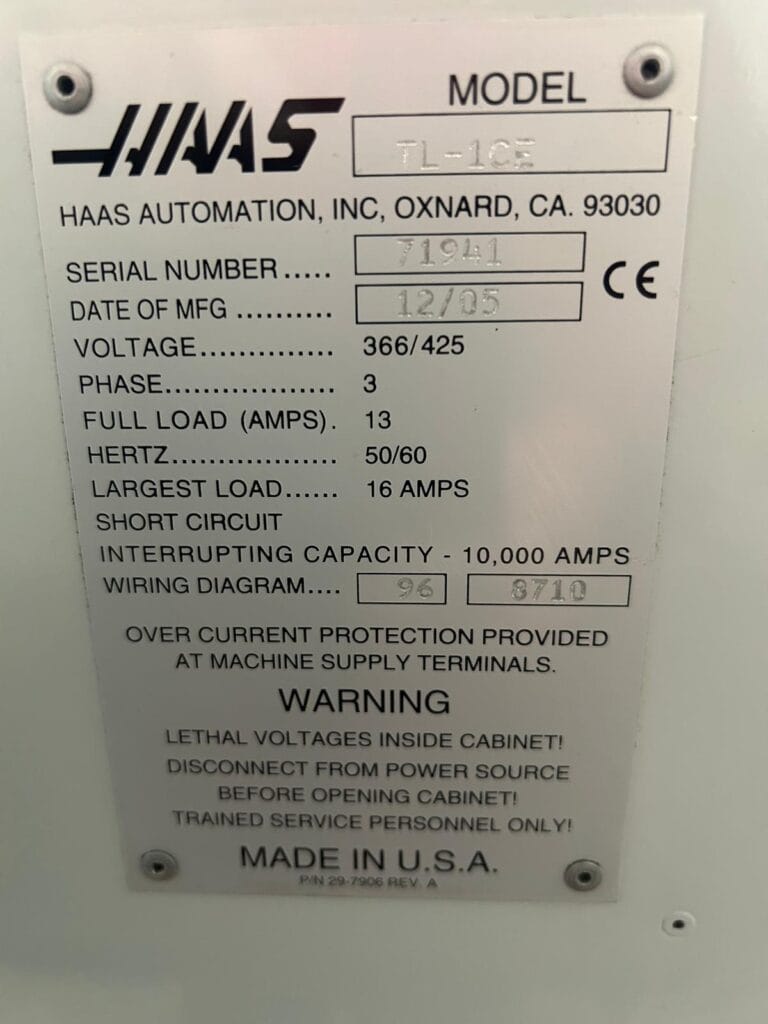 HAAS
MODEL
TL-1CE
HAAS AUTOMATION, INC, OXNARD, CA. 93030
SERIAL NUMBER ..... 71941
CE
DATE OF MFG .......... 12/05
VOLTAGE.............. 366/425
PHASE.................. 3
FULL LOAD (AMPS). 13
HERTZ.................. 50/60
LARGEST LOAD...... 16 AMPS
SHORT CIRCUIT
INTERRUPTING CAPACITY - 10,000 AMPS
WIRING DIAGRAM.... 96 8710
OVER CURRENT PROTECTION PROVIDED
AT MACHINE SUPPLY TERMINALS.
WARNING
LETHAL VOLTAGES INSIDE CABINET!
DISCONNECT FROM POWER SOURCE
BEFORE OPENING CABINET!
TRAINED SERVICE PERSONNEL ONLY!
MADE IN U.S.A.
P/N 29-7906 REV. A